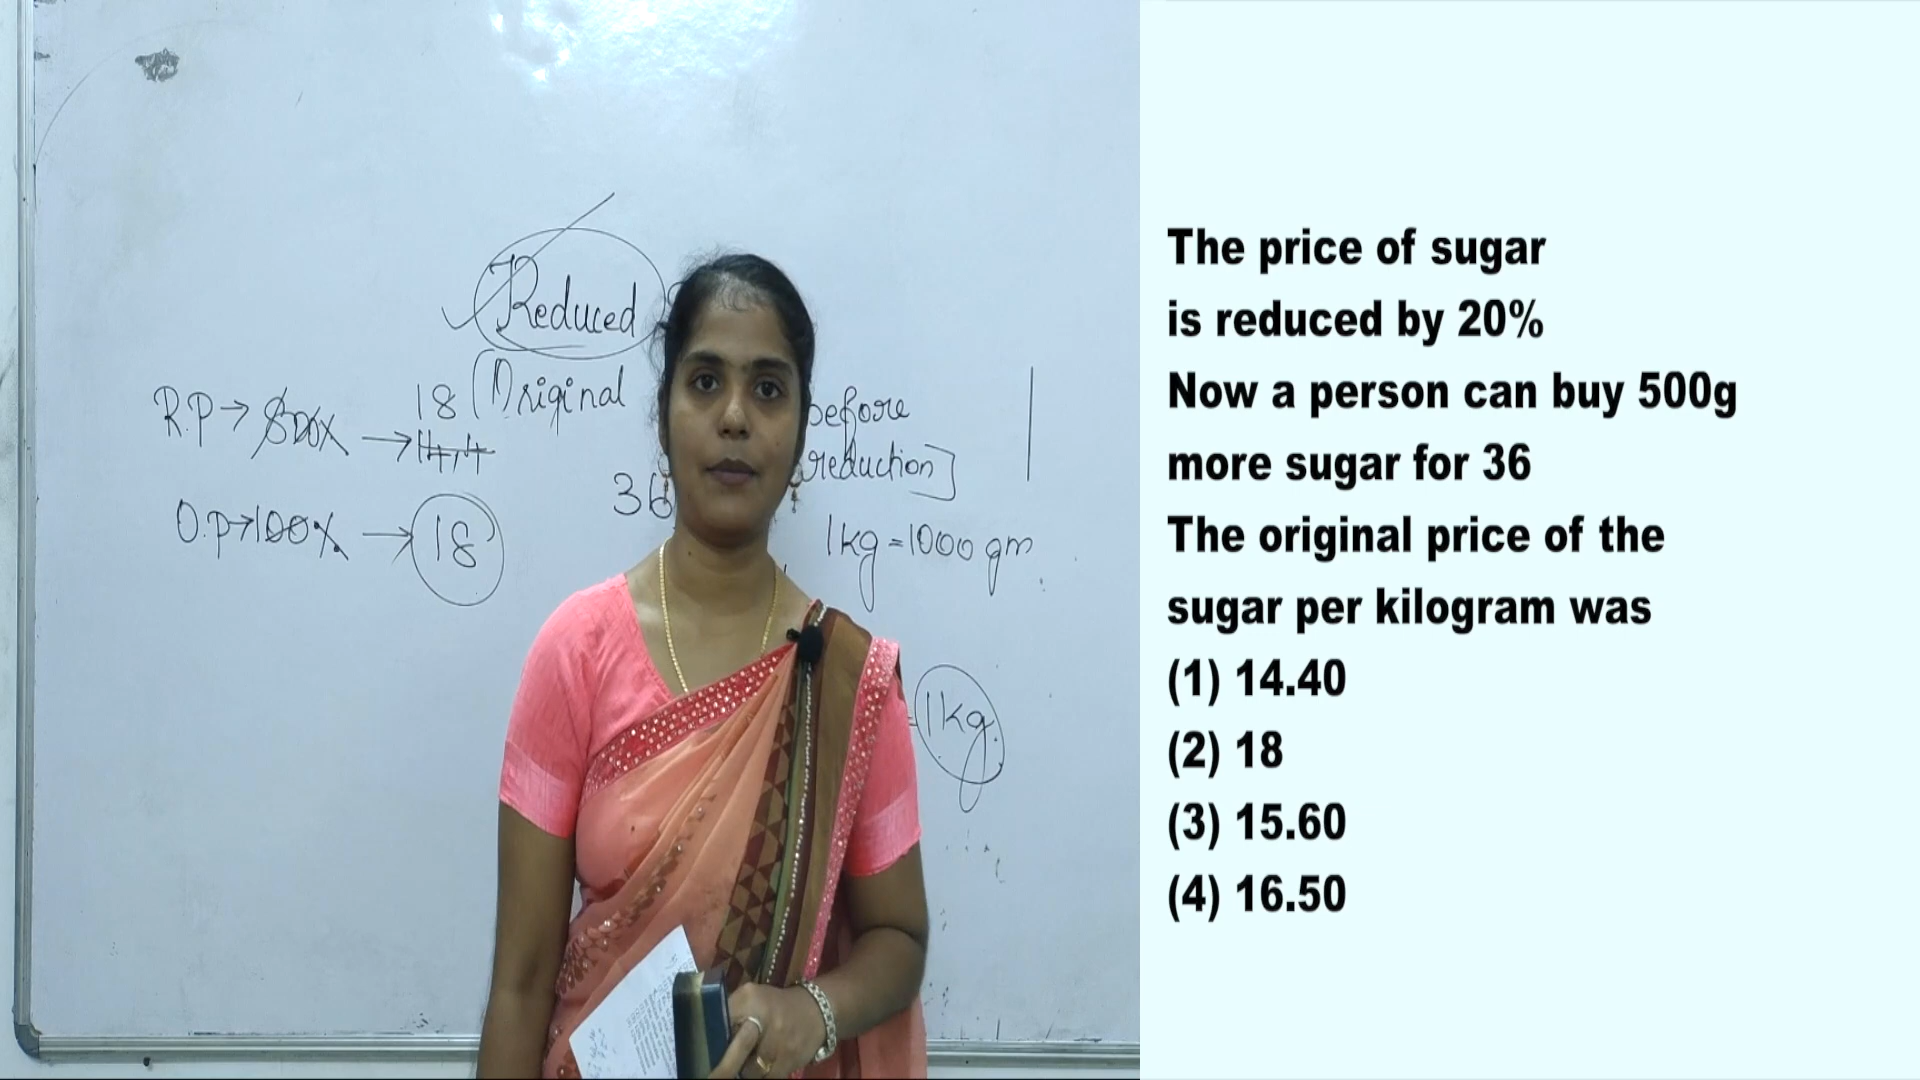 Reduced
18 (Original
before
R.P → 80% → 14.4
reduction]
36
O.P → 100% → 18
1kg = 1000 gm
1kg.
The price of sugar
is reduced by 20%
Now a person can buy 500g
more sugar for 36
The original price of the
sugar per kilogram was
(1) 14.40
(2) 18
(3) 15.60
(4) 16.50